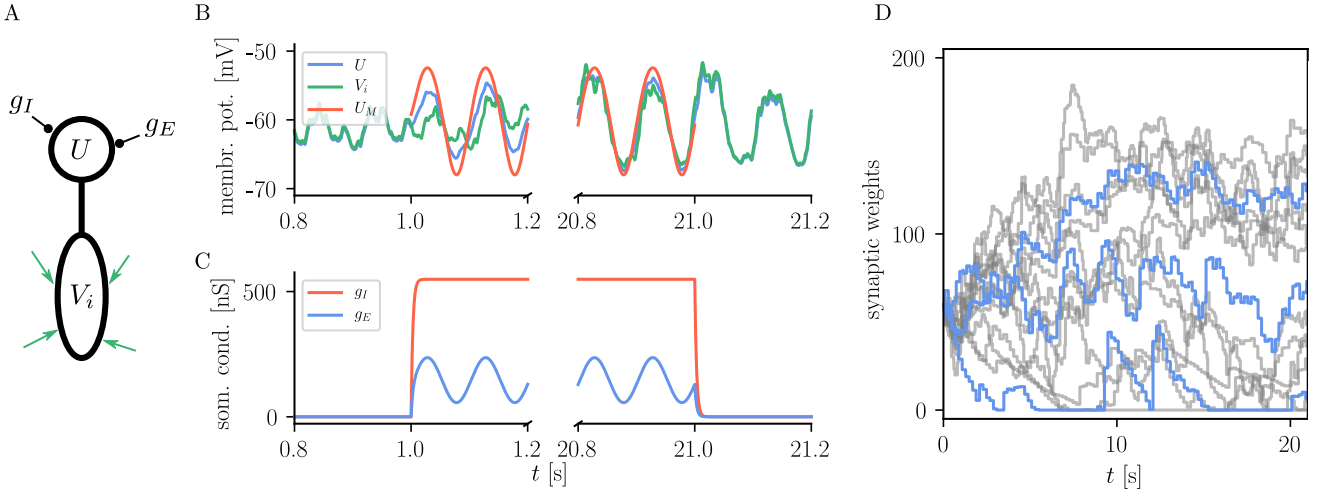 A
g_I
g_E
U
V_i
B
membr. pot. [mV]
-50
-60
-70
U
V_i
U_M
0.8
1.0
1.2
20.8
21.0
21.2
C
som. cond. [nS]
500
0
g_I
g_E
0.8
1.0
1.2
20.8
21.0
21.2
t [s]
D
synaptic weights
200
100
0
0
10
20
t [s]